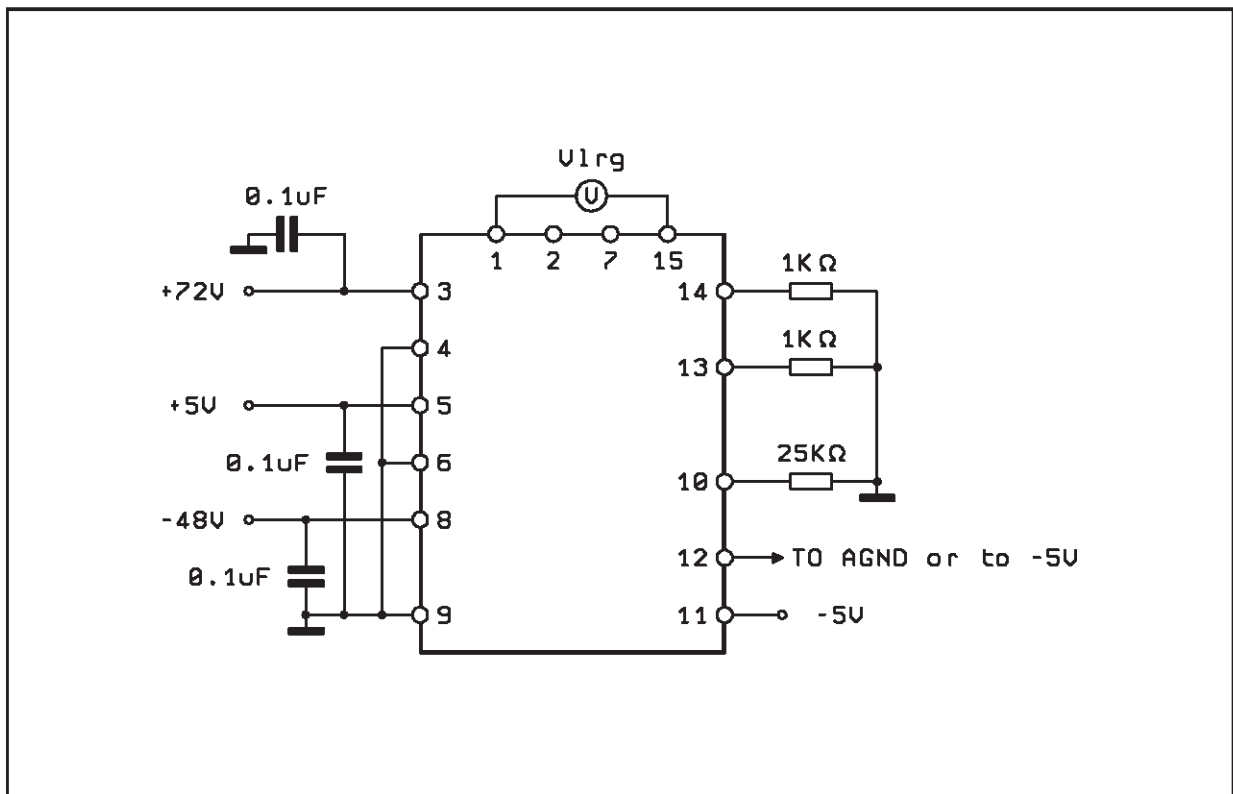 Vlrg
0.1uF
V
1 2 7 15
+72V
3
14
1KΩ
4
13
1KΩ
+5V
5
0.1uF
6
10
25KΩ
-48V
8
12
TO AGND or to -5V
0.1uF
9
11
-5V